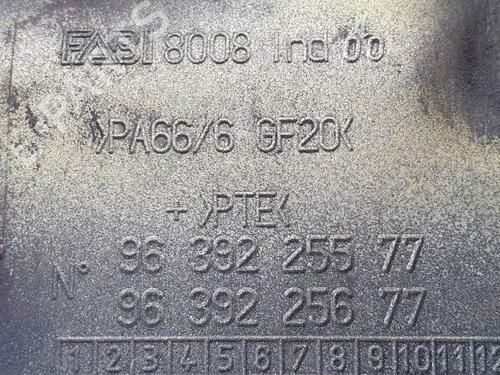 FASI 8008 Ind 00
>PA66/6 GF20<
+ >PTE<
N° 96 392 255 77
96 392 256 77
1 2 3 4 5 6 7 8 9 10 11 12